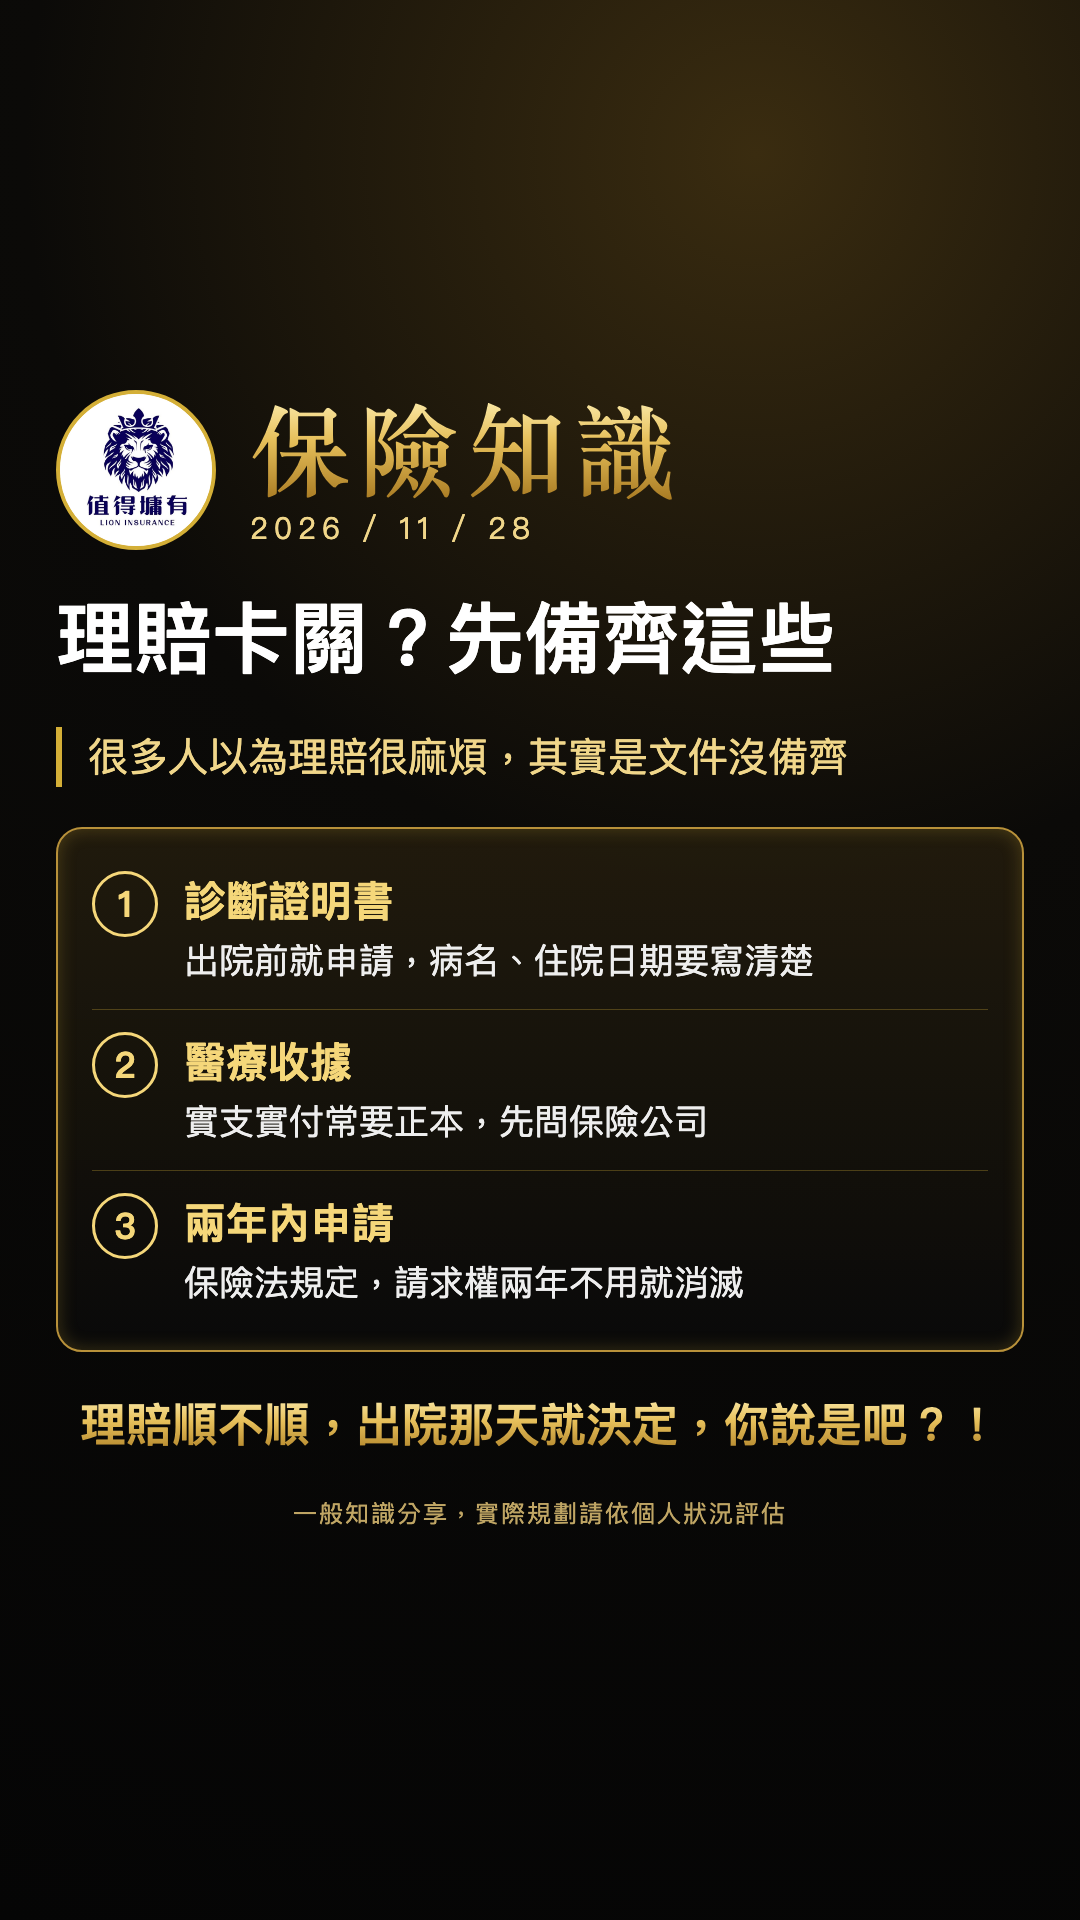 值得墉有
LION INSURANCE
保險知識
2026 / 11 / 28
理賠卡關？先備齊這些
很多人以為理賠很麻煩，其實是文件沒備齊
1 診斷證明書
出院前就申請，病名、住院日期要寫清楚
2 醫療收據
實支實付常要正本，先問保險公司
3 兩年內申請
保險法規定，請求權兩年不用就消滅
理賠順不順，出院那天就決定，你說是吧？！
一般知識分享，實際規劃請依個人狀況評估